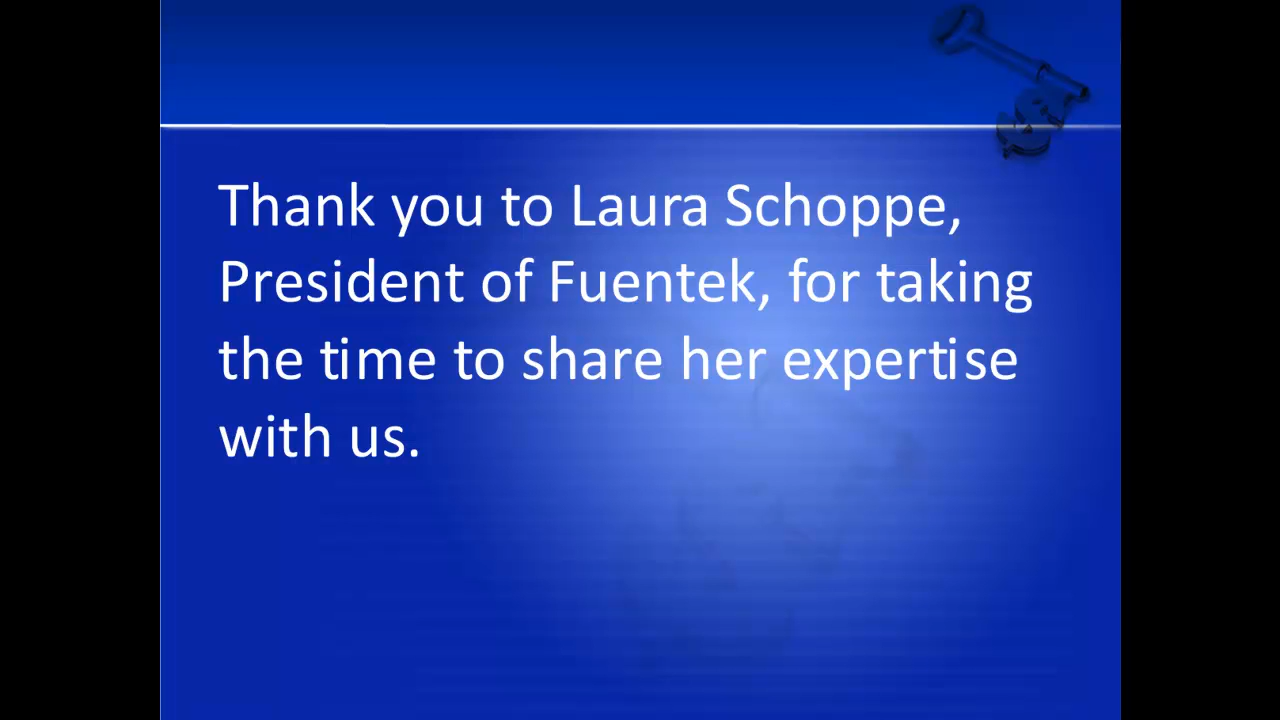 Thank you to Laura Schoppe,
President of Fuentek, for taking
the time to share her expertise
with us.